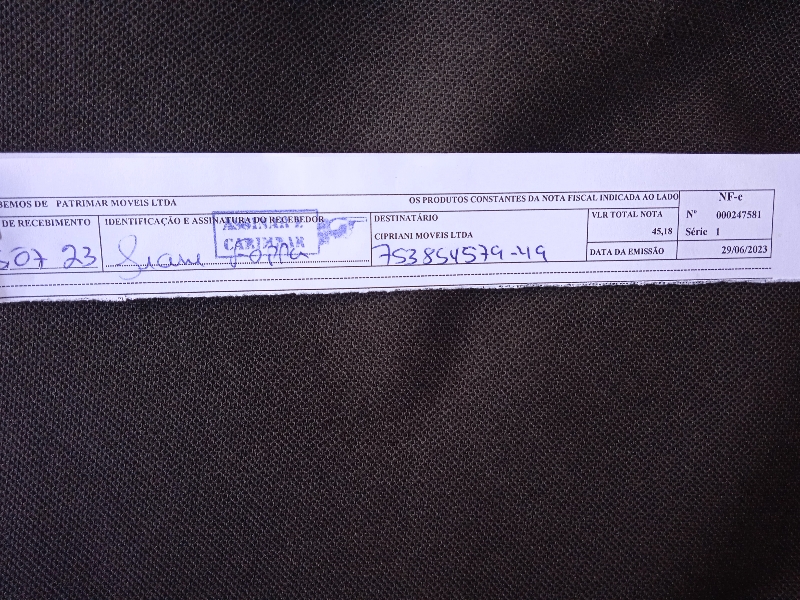 BEMOS DE PATRIMAR MOVEIS LTDA OS PRODUTOS CONSTANTES DA NOTA FISCAL INDICADA AO LADO
NF-e
Nº 000247581
Série 1
DE RECEBIMENTO
07 23
IDENTIFICAÇÃO E ASSINATURA DO RECEBEDOR
ASSINAR E
CARIMBAR
DESTINATÁRIO
CIPRIANI MOVEIS LTDA
753854579-49
VLR TOTAL NOTA
45,18
DATA DA EMISSÃO 29/06/2023